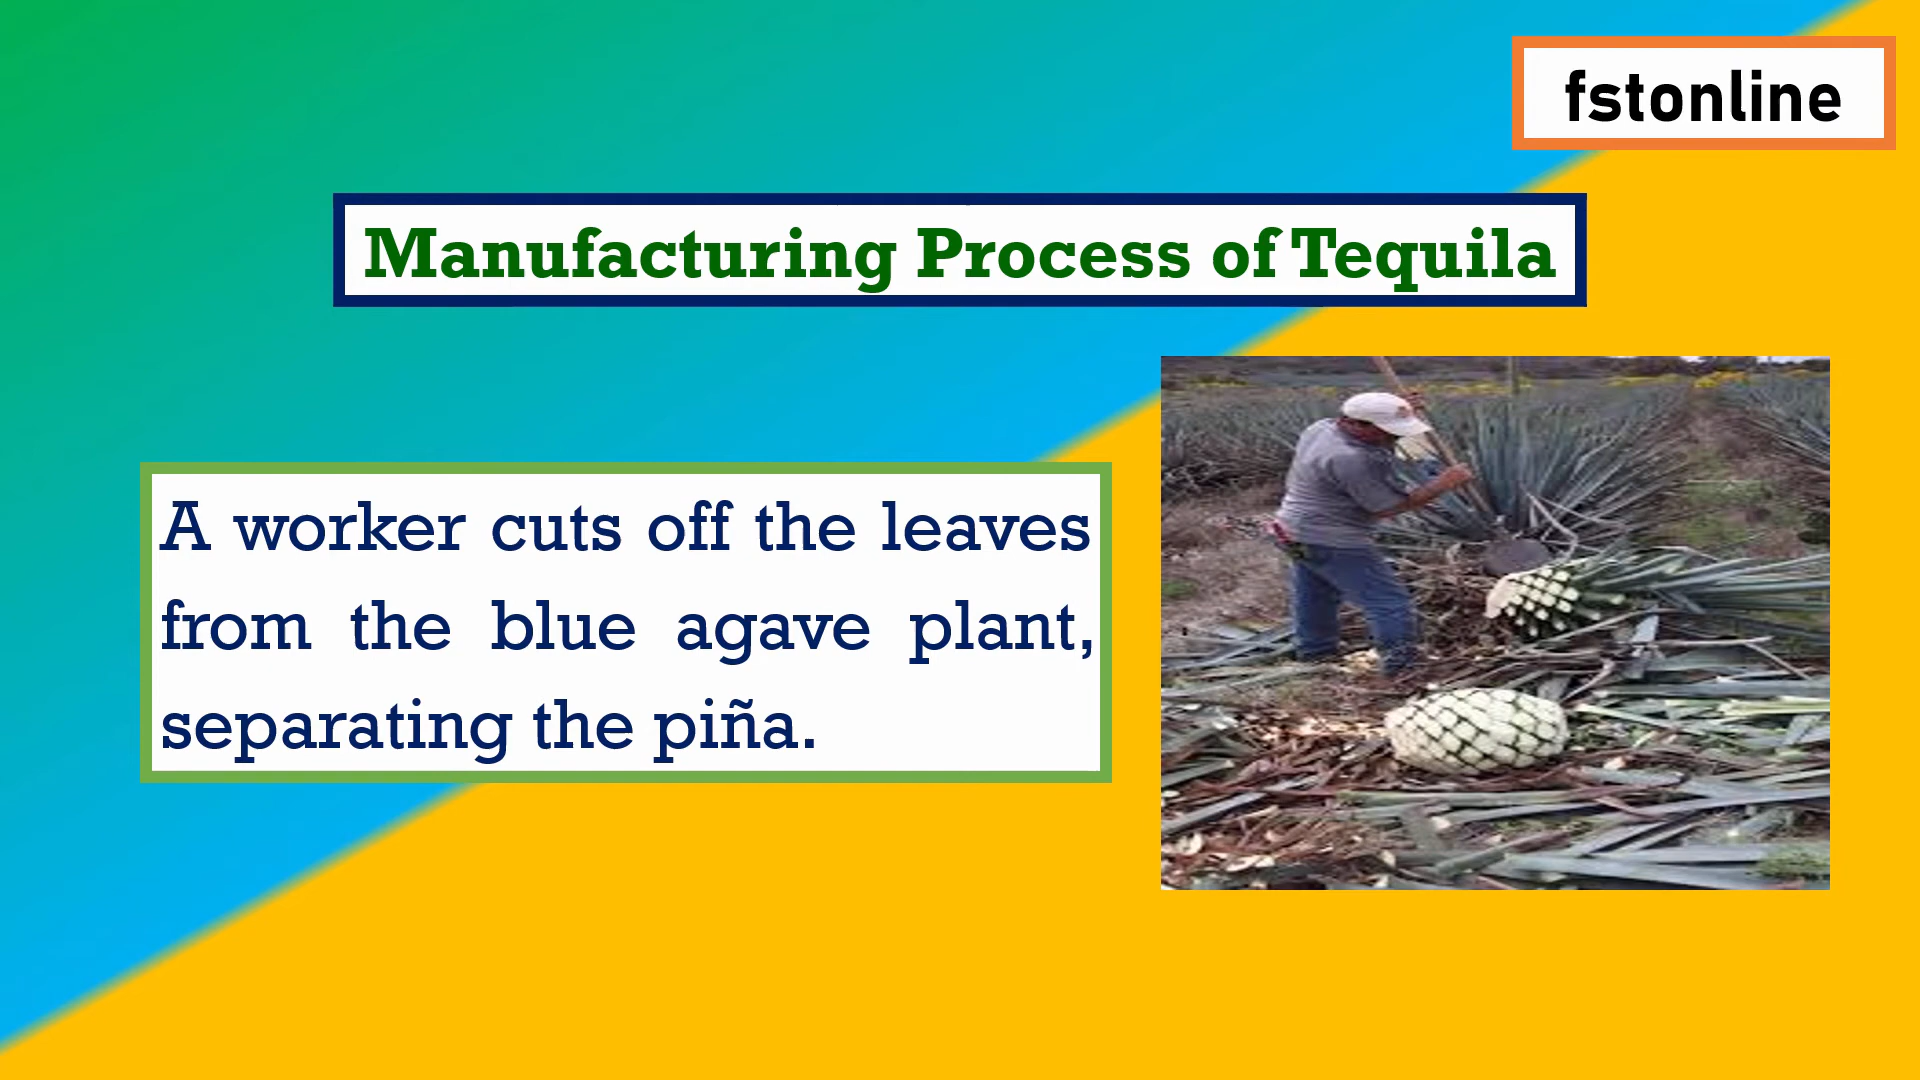 fstonline
Manufacturing Process of Tequila
A worker cuts off the leaves
from the blue agave plant,
separating the piña.